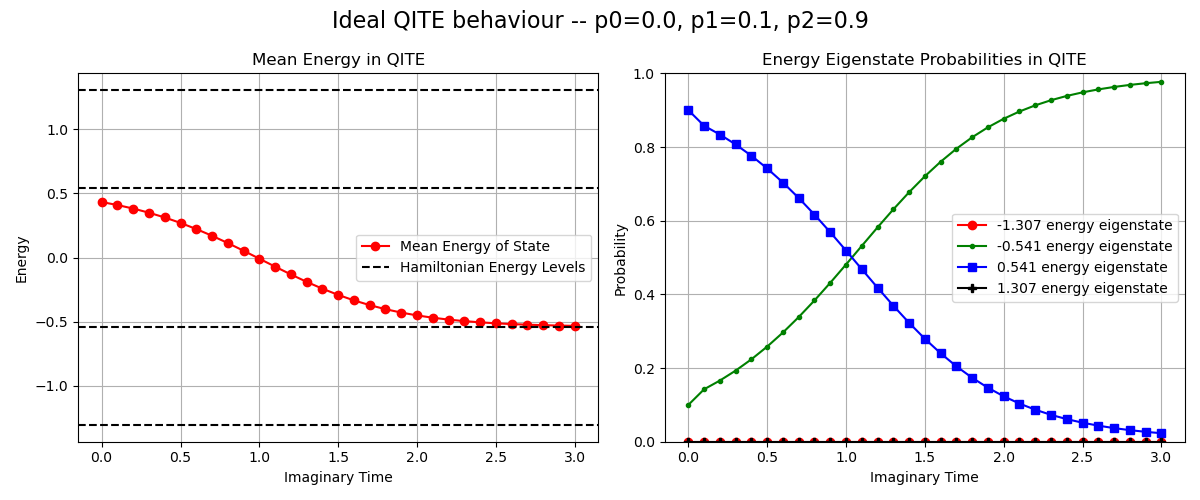 Ideal QITE behaviour -- p0=0.0, p1=0.1, p2=0.9
Mean Energy in QITE
Energy
1.0
0.5
0.0
−0.5
−1.0
Mean Energy of State
Hamiltonian Energy Levels
0.0 0.5 1.0 1.5 2.0 2.5 3.0
Imaginary Time
Energy Eigenstate Probabilities in QITE
Probability
1.0
0.8
0.6
0.4
0.2
0.0
-1.307 energy eigenstate
-0.541 energy eigenstate
0.541 energy eigenstate
1.307 energy eigenstate
0.0 0.5 1.0 1.5 2.0 2.5 3.0
Imaginary Time